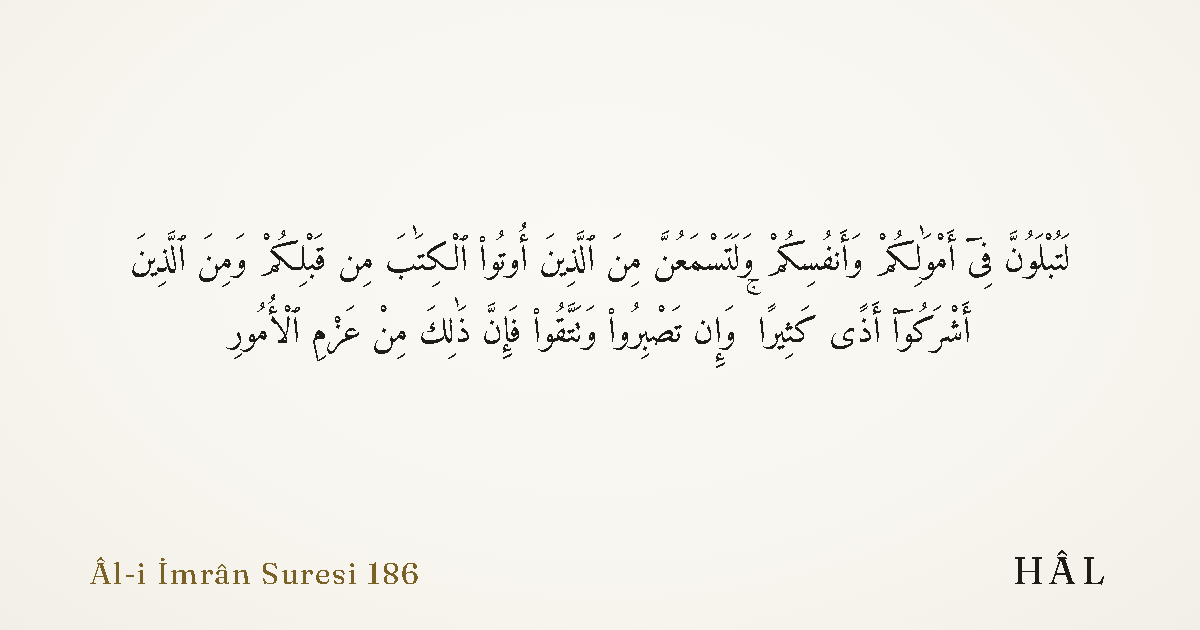 لَتُبْلَوُنَّ فِىٓ أَمْوَٰلِكُمْ وَأَنفُسِكُمْ وَلَتَسْمَعُنَّ مِنَ ٱلَّذِينَ أُوتُوا۟ ٱلْكِتَٰبَ مِن قَبْلِكُمْ وَمِنَ ٱلَّذِينَ
أَشْرَكُوٓا۟ أَذًى كَثِيرًا ۚ وَإِن تَصْبِرُوا۟ وَتَتَّقُوا۟ فَإِنَّ ذَٰلِكَ مِنْ عَزْمِ ٱلْأُمُورِ
Âl-i İmrân Suresi 186
HÂL